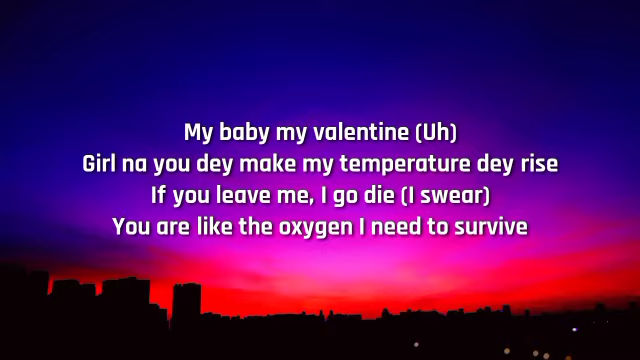 My baby my valentine (Uh)
Girl na you dey make my temperature dey rise
If you leave me, I go die (I swear)
You are like the oxygen I need to survive